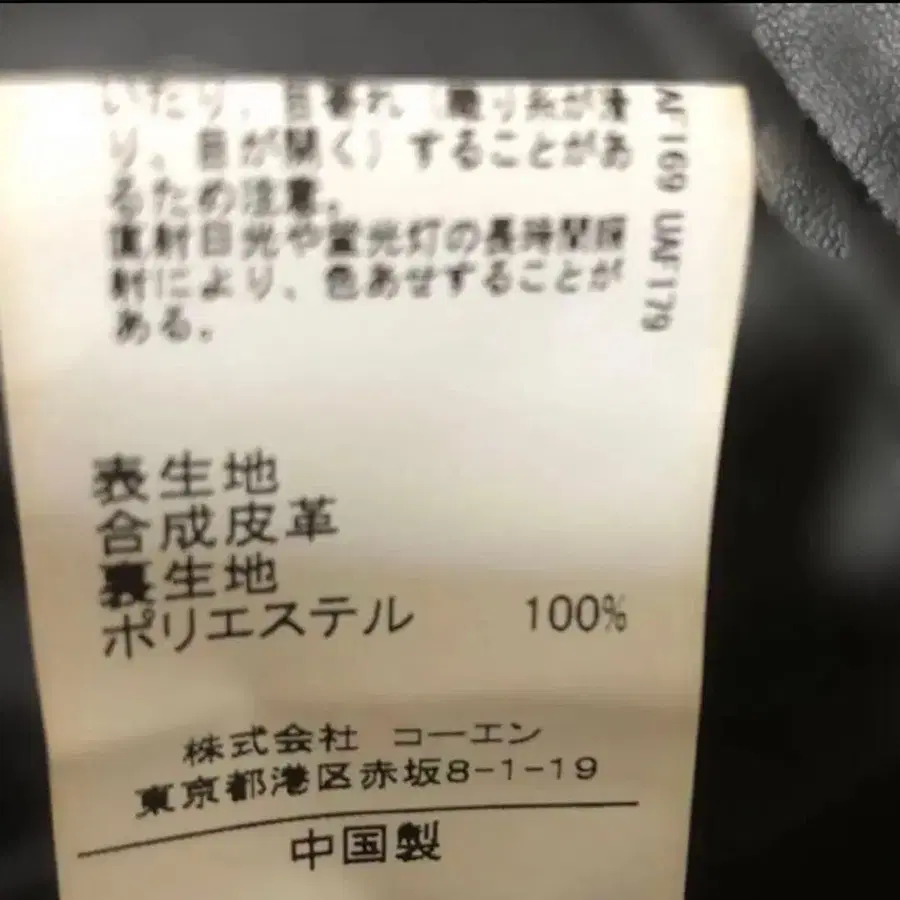 いたり、目寄れ（織り糸が滑
り、目が開く）することがあ
るため注意。
直射日光や蛍光灯の長時間照
射により、色あせすることが
ある。
AF169 UAF179
表生地
合成皮革
裏生地
ポリエステル 100%
株式会社 コーエン
東京都港区赤坂8-1-19
中国製